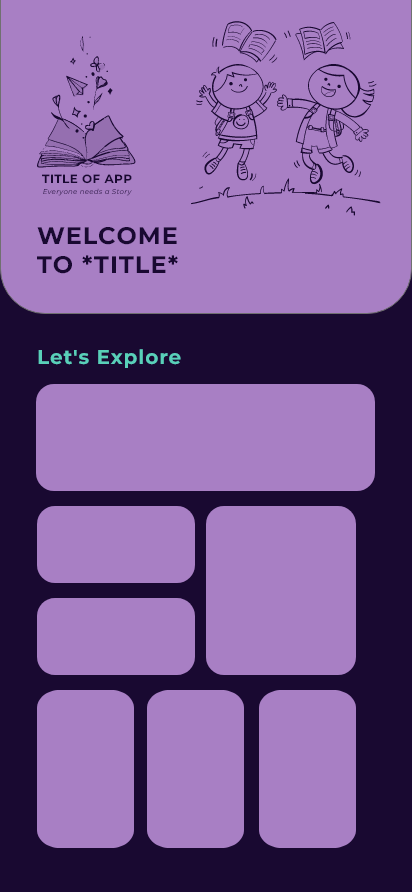 TITLE OF APP
Everyone needs a Story
WELCOME
TO *TITLE*
Let's Explore